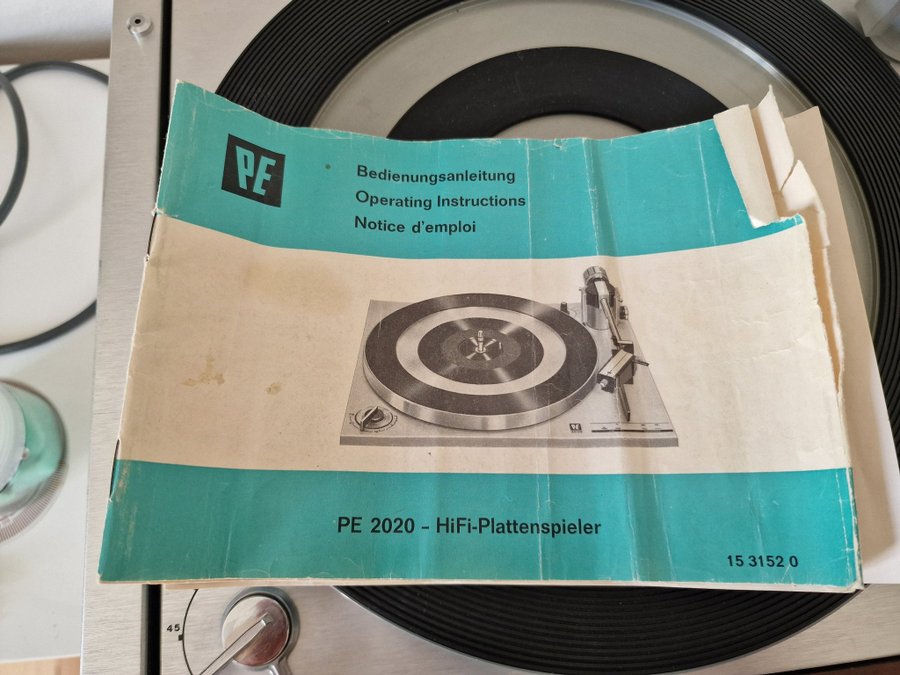 PE
Bedienungsanleitung
Operating Instructions
Notice d'emploi
PE 2020 – HiFi-Plattenspieler
15 3152 0
45